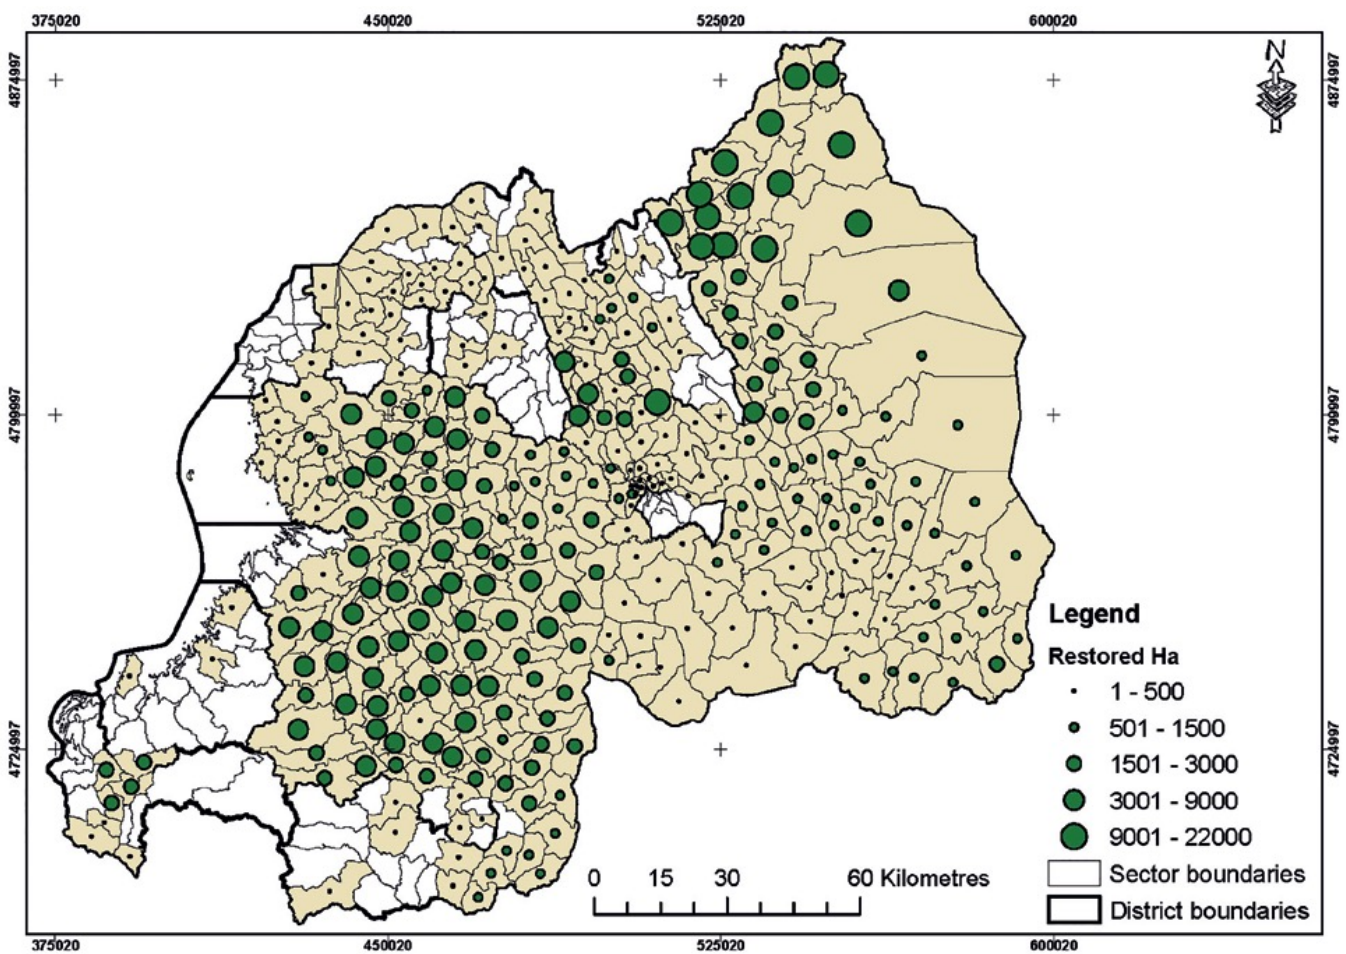 375020 450020 525020 600020
N
4874997 4874997
4799997 4799997
4724997 4724997
Legend
Restored Ha
1 - 500
501 - 1500
1501 - 3000
3001 - 9000
9001 - 22000
Sector boundaries
District boundaries
0 15 30 60 Kilometres
375020 450020 525020 600020